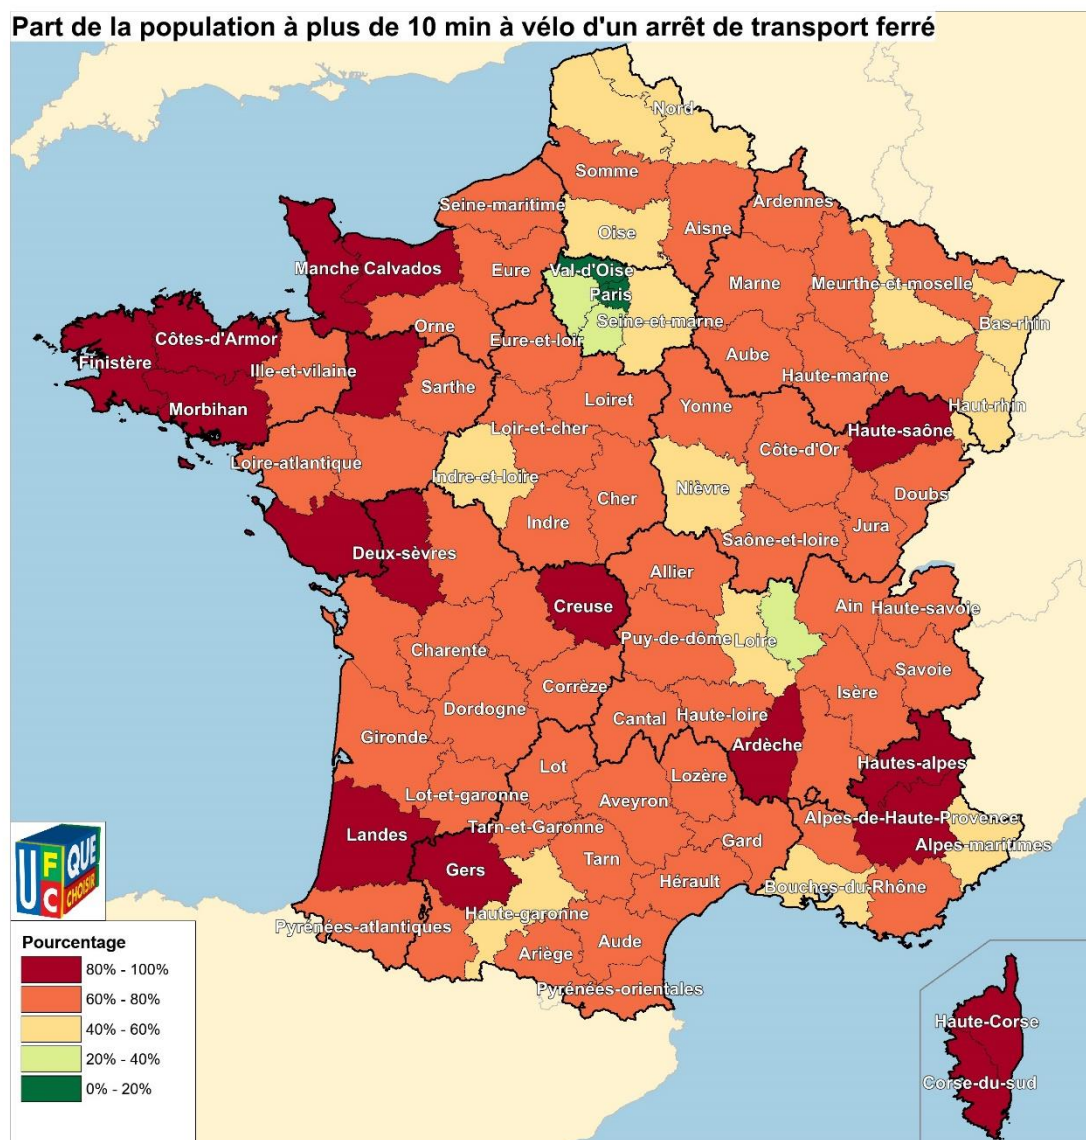 Part de la population à plus de 10 min à vélo d'un arrêt de transport ferré
Nord
Somme
Seine-maritime
Ardennes
Oise
Aisne
Manche Calvados
Eure
Val-d'Oise
Paris
Marne
Meurthe-et-moselle
Seine-et-marne
Bas-rhin
Orne
Côtes-d'Armor
Eure-et-loir
Finistère
Ille-et-vilaine
Aube
Haute-marne
Sarthe
Morbihan
Loiret
Yonne
Haut-rhin
Loir-et-cher
Haute-saône
Loire-atlantique
Côte-d'Or
Indre-et-loire
Nièvre
Cher
Doubs
Indre
Jura
Saône-et-loire
Deux-sèvres
Allier
Creuse
Ain
Haute-savoie
Puy-de-dôme
Loire
Charente
Savoie
Corrèze
Isère
Dordogne
Cantal
Haute-loire
Gironde
Ardèche
Hautes-alpes
Lot
Lozère
Lot-et-garonne
Aveyron
Alpes-de-Haute-Provence
Landes
Tarn-et-Garonne
Gard
Alpes-maritimes
Tarn
Gers
Hérault
Bouches-du-Rhône
Haute-garonne
Pyrénées-atlantiques
Aude
Ariège
Pyrénées-orientales
Haute-Corse
Corse-du-sud
UFC
QUE
CHOISIR
Pourcentage
80% - 100%
60% - 80%
40% - 60%
20% - 40%
0% - 20%